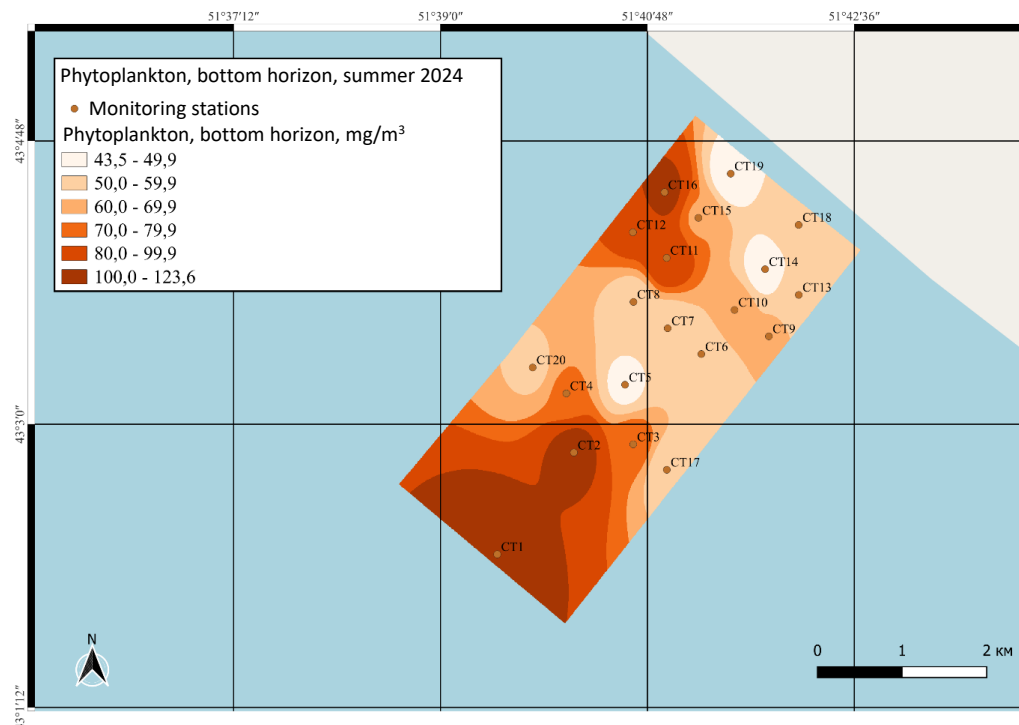 51°37'12" 51°39'0" 51°40'48" 51°42'36"
Phytoplankton, bottom horizon, summer 2024
Monitoring stations
Phytoplankton, bottom horizon, mg/m³
43,5 - 49,9
50,0 - 59,9
60,0 - 69,9
70,0 - 79,9
80,0 - 99,9
100,0 - 123,6
43°4'48"
CT19
CT16
CT15
CT18
CT12
CT11
CT14
CT13
CT8
CT10
CT7
CT9
CT6
CT20
CT5
CT4
43°3'0"
CT3
CT2
CT17
CT1
N
0 1 2 км
43°1'12"